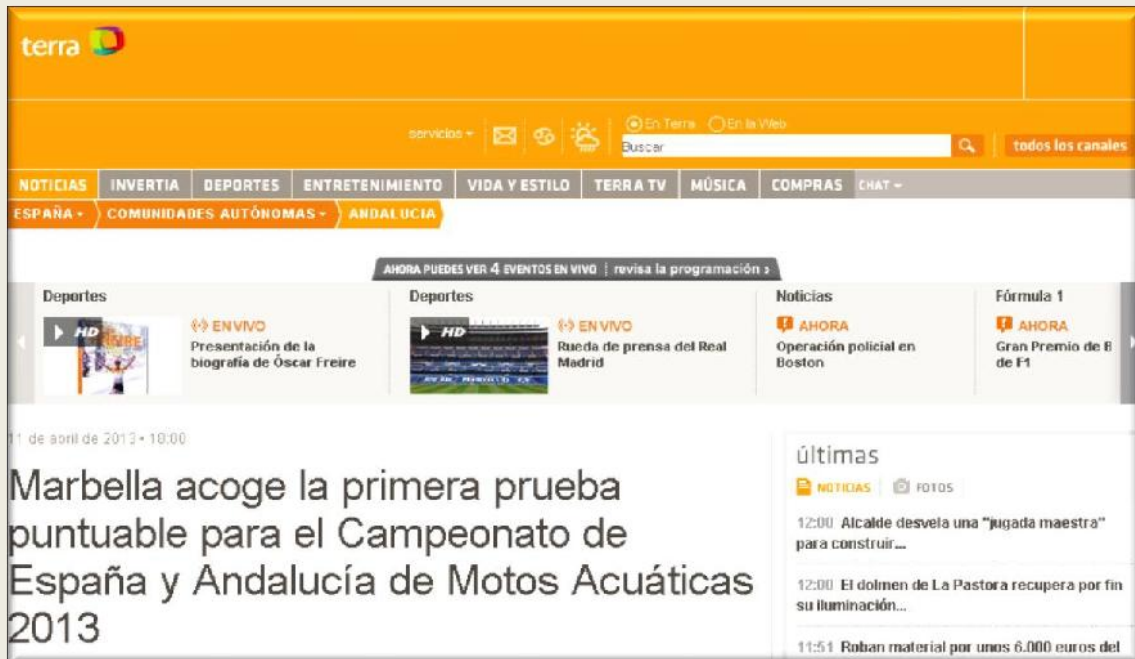 terra
servicios
En Terra En la Web
Buscar
todos los canales
NOTICIAS INVERTIA DEPORTES ENTRETENIMIENTO VIDA Y ESTILO TERRA TV MÚSICA COMPRAS CHAT
ESPAÑA COMUNIDADES AUTÓNOMAS ANDALUCIA
AHORA PUEDES VER 4 EVENTOS EN VIVO | revisa la programación ›
Deportes
HD
EN VIVO
Presentación de la
biografía de Óscar Freire
Deportes
HD
EN VIVO
Rueda de prensa del Real
Madrid
Noticias
AHORA
Operación policial en
Boston
Fórmula 1
AHORA
Gran Premio de B
de F1
11 de abril de 2013 • 18:00
Marbella acoge la primera prueba
puntuable para el Campeonato de
España y Andalucía de Motos Acuáticas
2013
últimas
NOTICIAS FOTOS
12:00 Alcalde desvela una "jugada maestra"
para construir...
12:00 El dolmen de La Pastora recupera por fin
su iluminación...
11:51 Roban material por unos 6.000 euros del